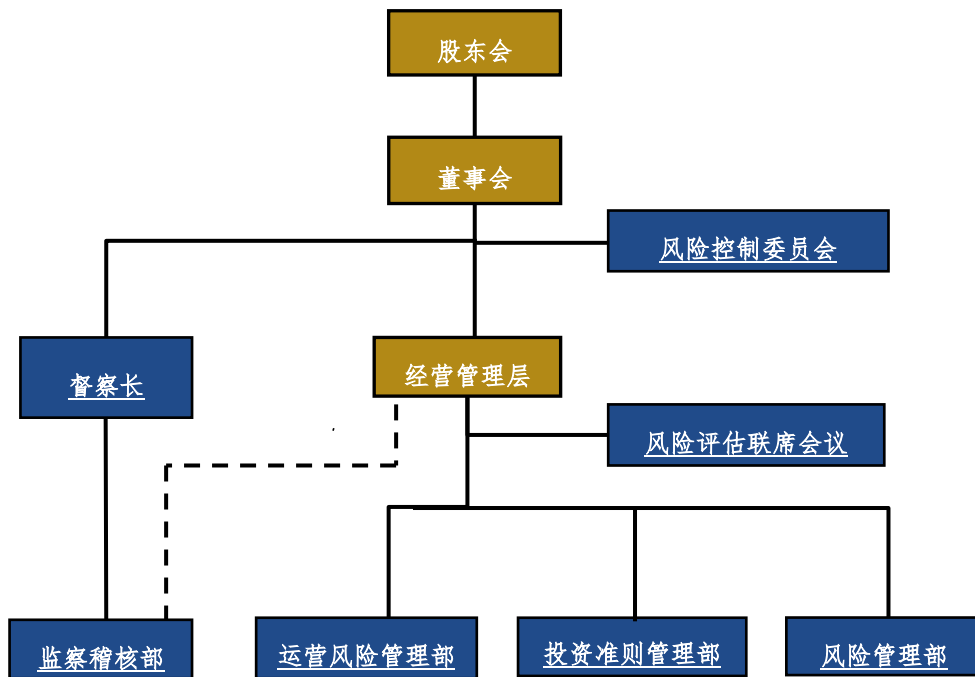 股东会
董事会
风险控制委员会
督察长
经营管理层
风险评估联席会议
监察稽核部
运营风险管理部
投资准则管理部
风险管理部